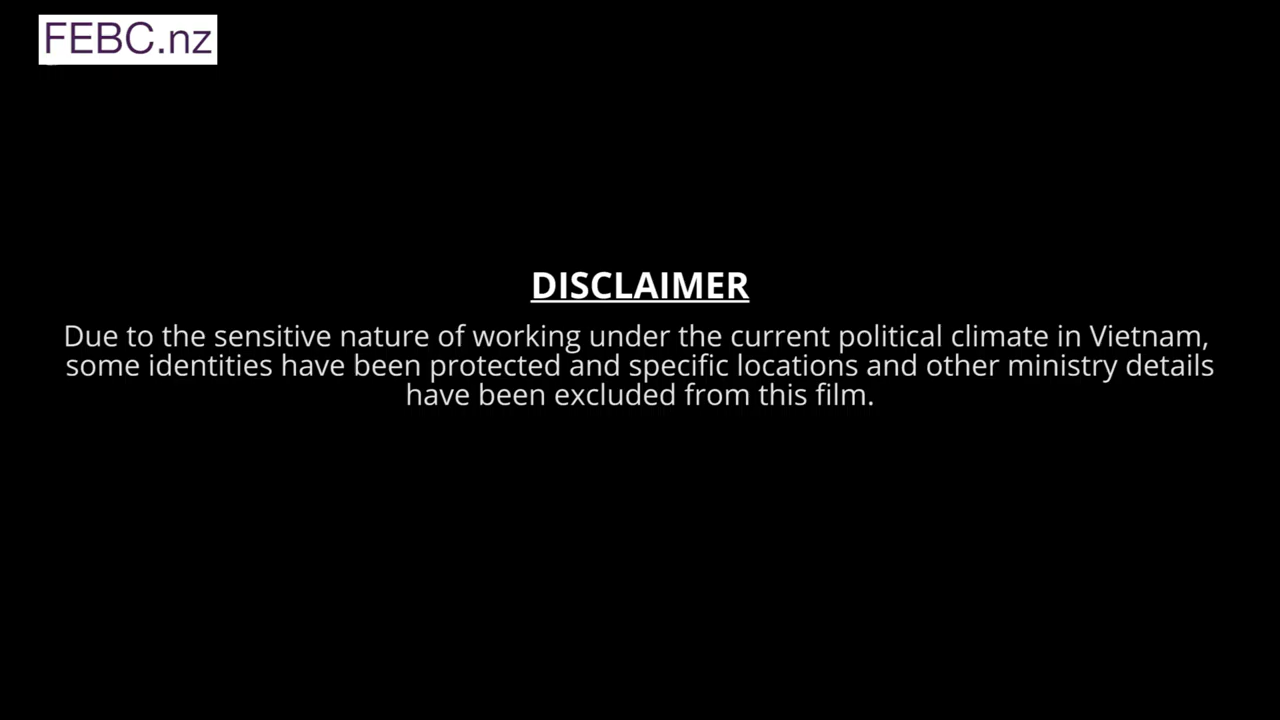 FEBC.nz
DISCLAIMER
Due to the sensitive nature of working under the current political climate in Vietnam,
some identities have been protected and specific locations and other ministry details
have been excluded from this film.